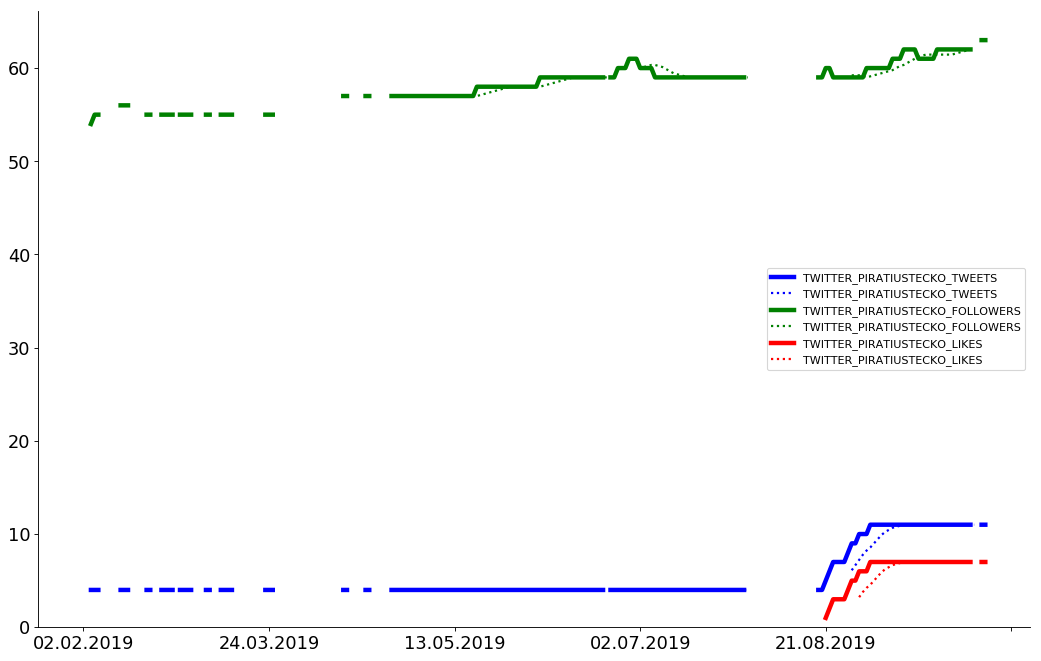 60
50
40
30
20
10
0
02.02.2019 24.03.2019 13.05.2019 02.07.2019 21.08.2019
TWITTER_PIRATIUSTECKO_TWEETS
TWITTER_PIRATIUSTECKO_TWEETS
TWITTER_PIRATIUSTECKO_FOLLOWERS
TWITTER_PIRATIUSTECKO_FOLLOWERS
TWITTER_PIRATIUSTECKO_LIKES
TWITTER_PIRATIUSTECKO_LIKES